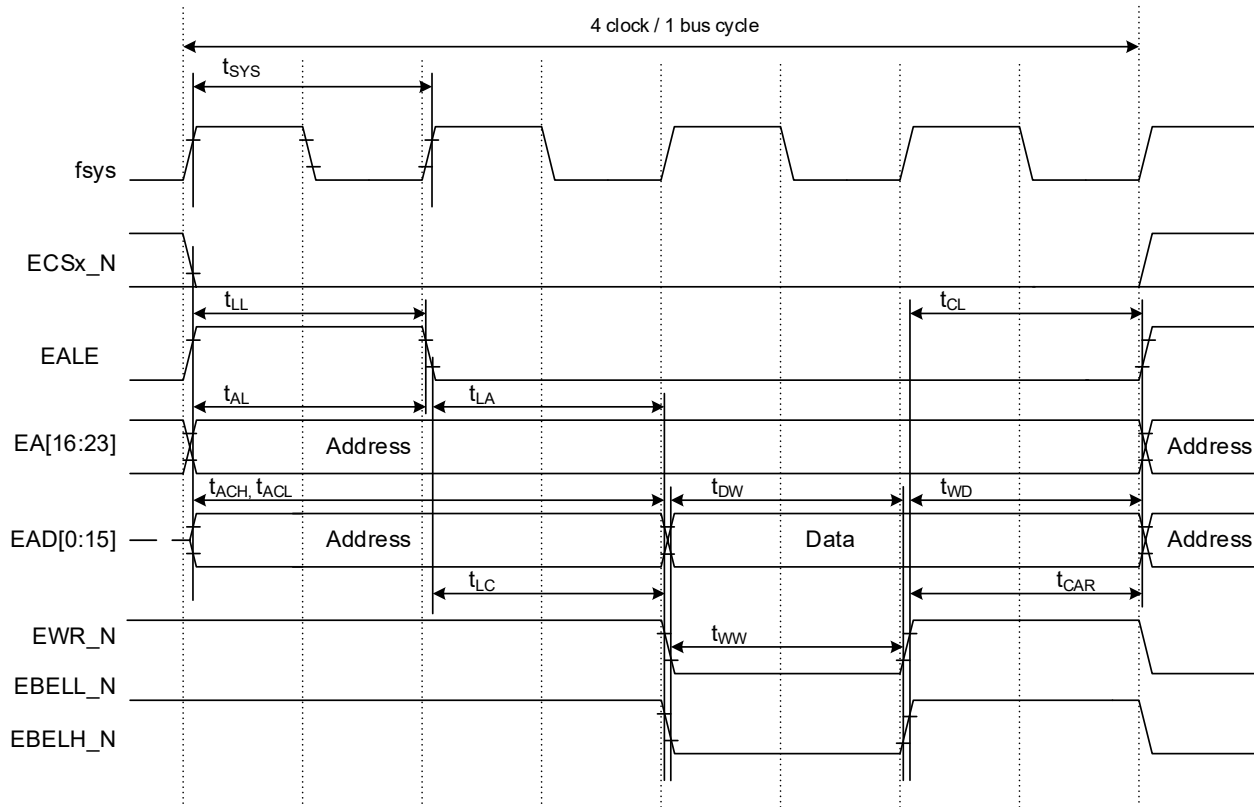 4 clock / 1 bus cycle
tSYS
fsys
ECSx_N
tLL
tCL
EALE
tAL
tLA
EA[16:23]
Address
Address
tACH, tACL
tDW
tWD
EAD[0:15]
Address
Data
Address
tLC
tCAR
EWR_N
tWW
EBELL_N
EBELH_N